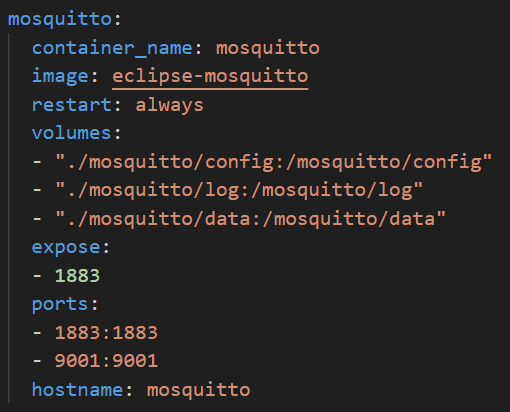 mosquitto:
  container_name: mosquitto
  image: eclipse-mosquitto
  restart: always
  volumes:
  - "./mosquitto/config:/mosquitto/config"
  - "./mosquitto/log:/mosquitto/log"
  - "./mosquitto/data:/mosquitto/data"
  expose:
  - 1883
  ports:
  - 1883:1883
  - 9001:9001
  hostname: mosquitto